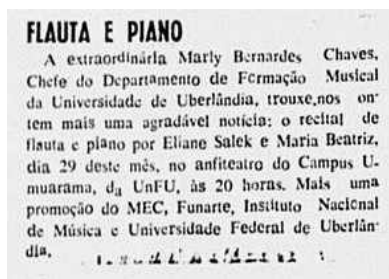 FLAUTA E PIANO
A extraordinária Marly Bernardes Chaves,
Chefe do Departamento de Formação Musical
da Universidade de Uberlândia, trouxe,nos on-
tem mais uma agradável notícia: o recital de
flauta e piano por Eliane Salek e Maria Beatriz,
dia 29 deste mês, no anfiteatro do Campus U-
muarama, da UnFU, às 20 horas. Mais uma
promoção do MEC, Funarte, Instituto Nacional
de Música e Universidade Federal de Uberlân-
dia.